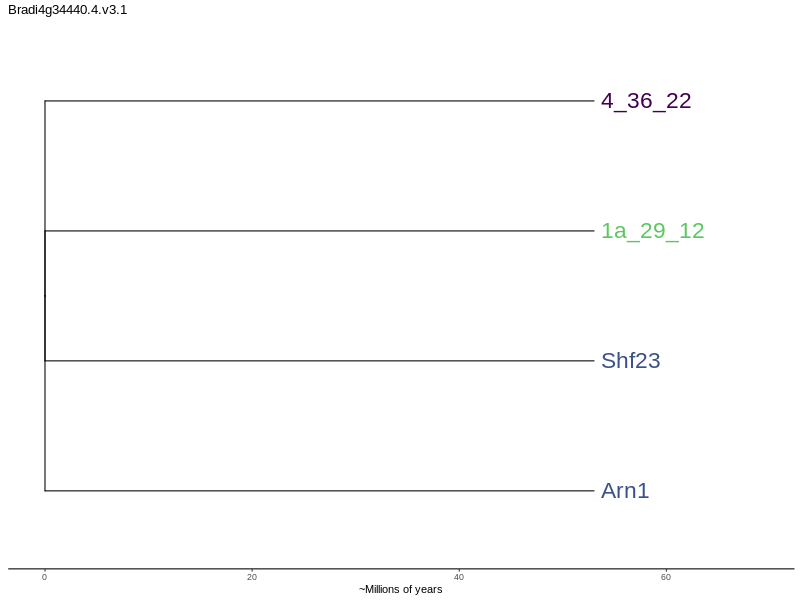 Bradi4g34440.4.v3.1
4_36_22
1a_29_12
Shf23
Arn1
0 20 40 60
~Millions of years